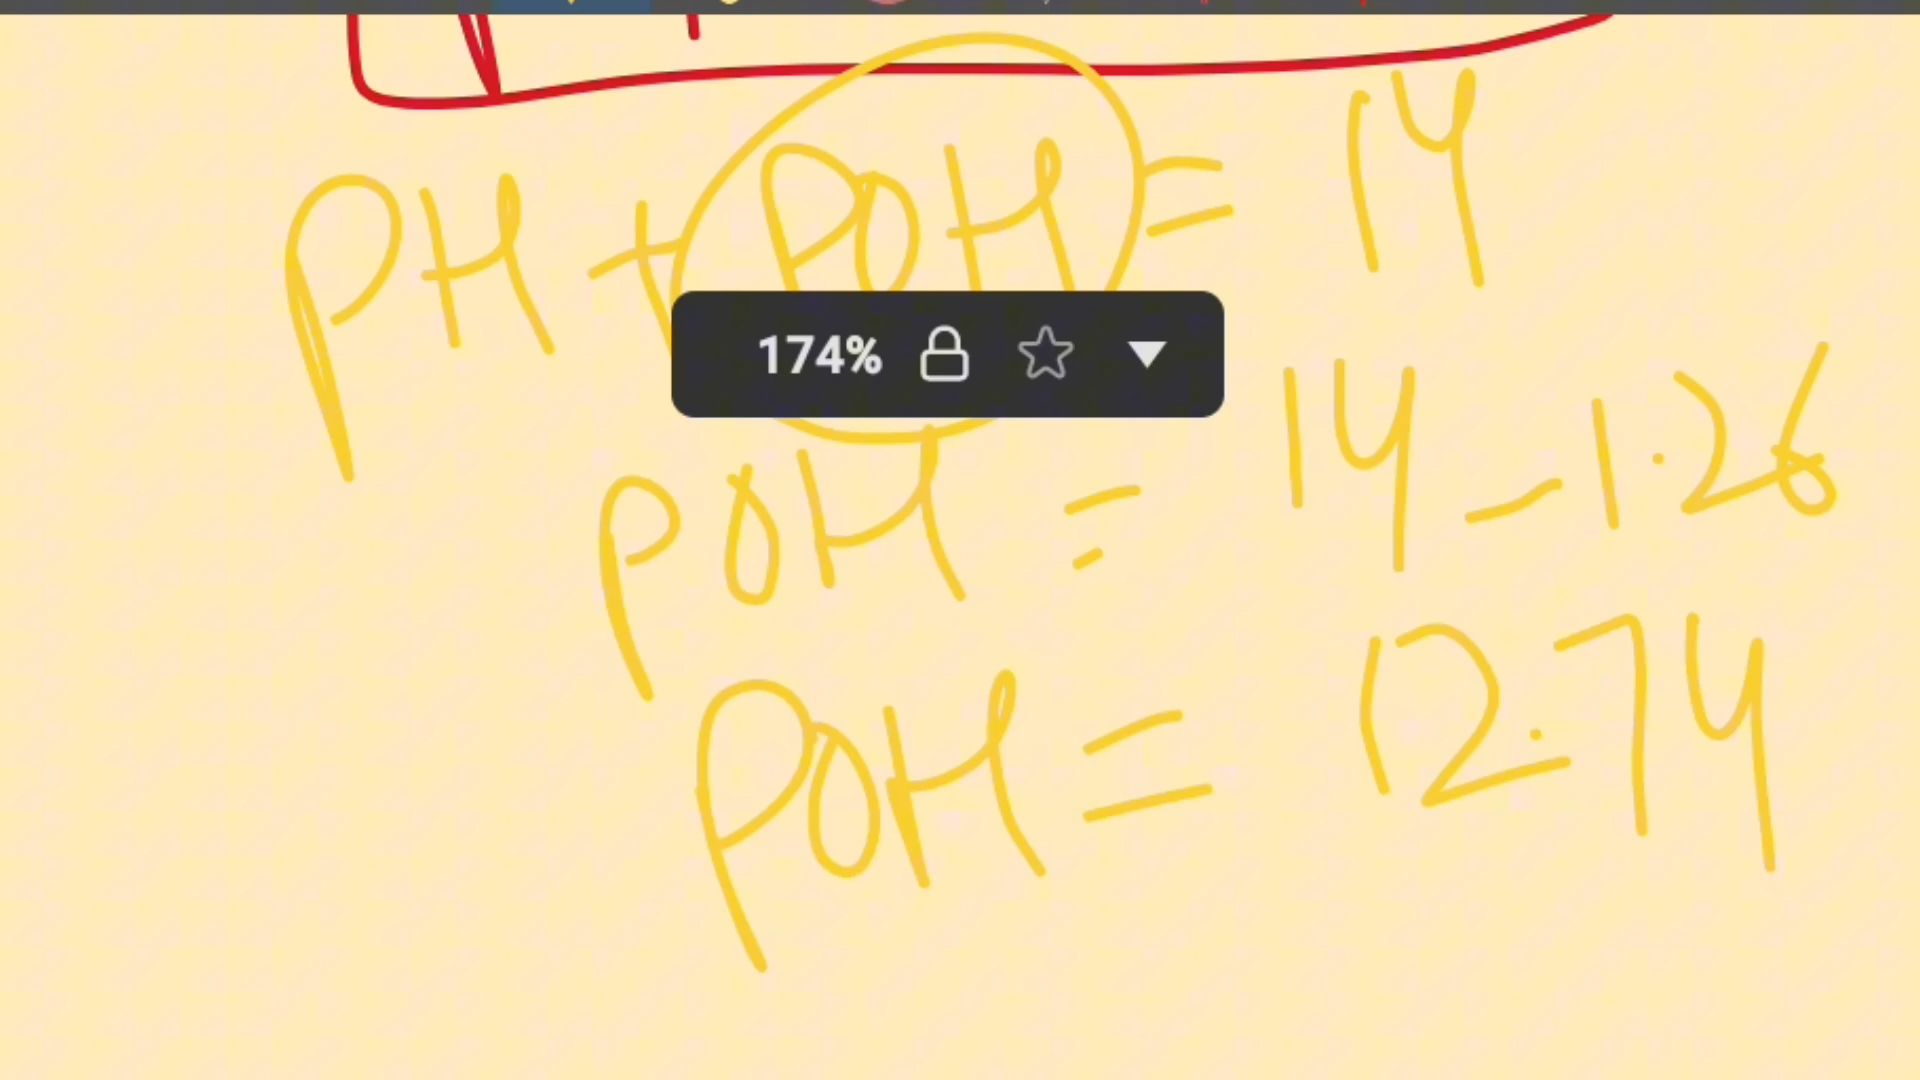 PH + POH = 14
174%
POH = 14 - 1.26
POH = 12.74